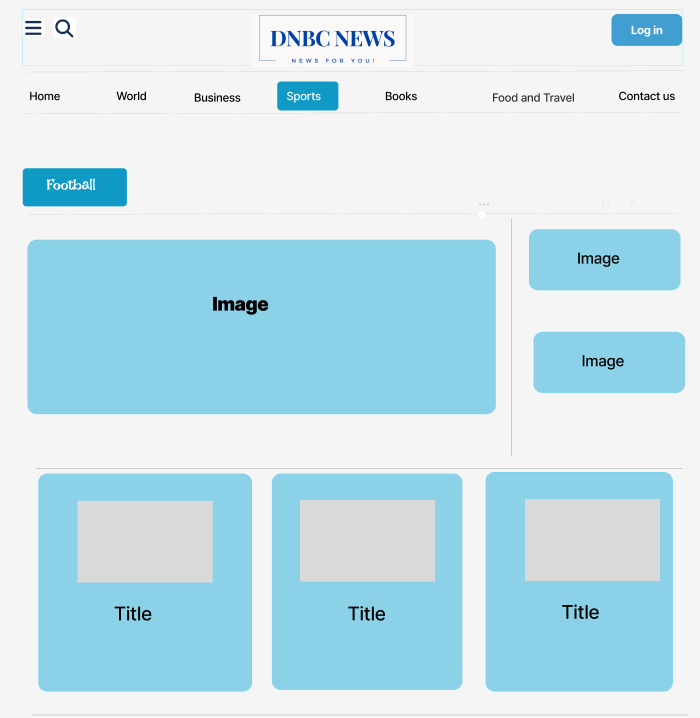 DNBC NEWS
NEWS FOR YOU!
Log in
Home World Business Sports Books Food and Travel Contact us
Football
Image
Image
Image
Title Title Title